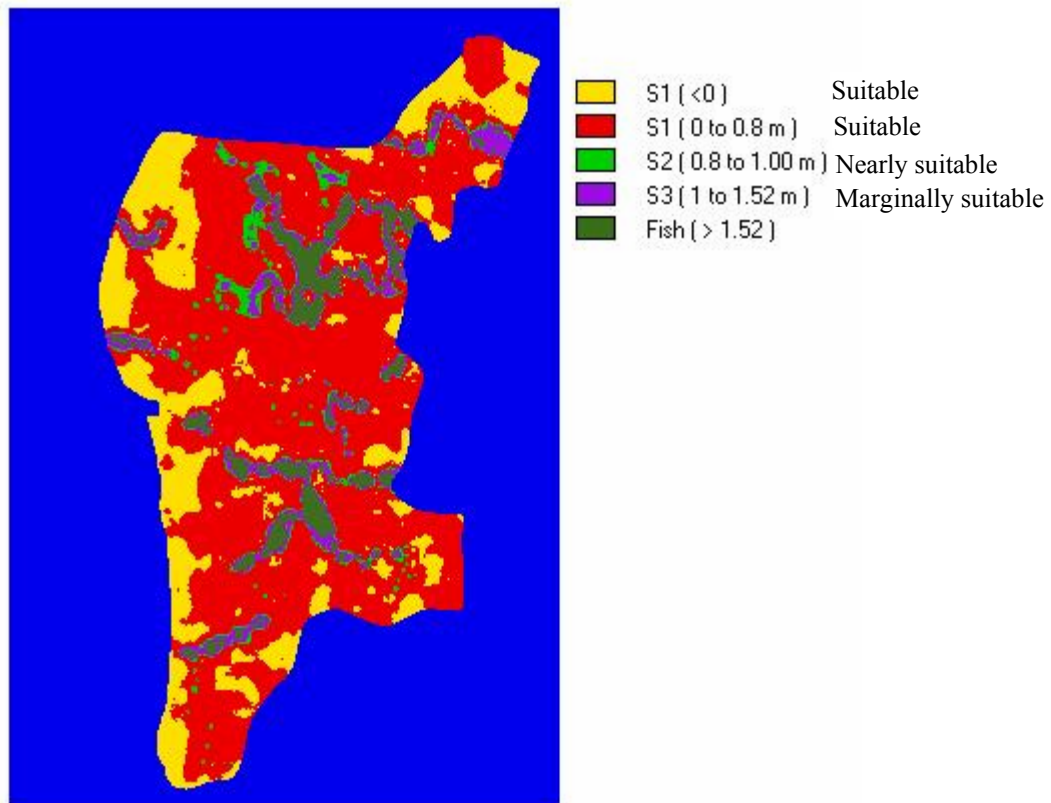 S1 ( <0 ) Suitable
S1 ( 0 to 0.8 m ) Suitable
S2 ( 0.8 to 1.00 m ) Nearly suitable
S3 ( 1 to 1.52 m ) Marginally suitable
Fish ( > 1.52 )